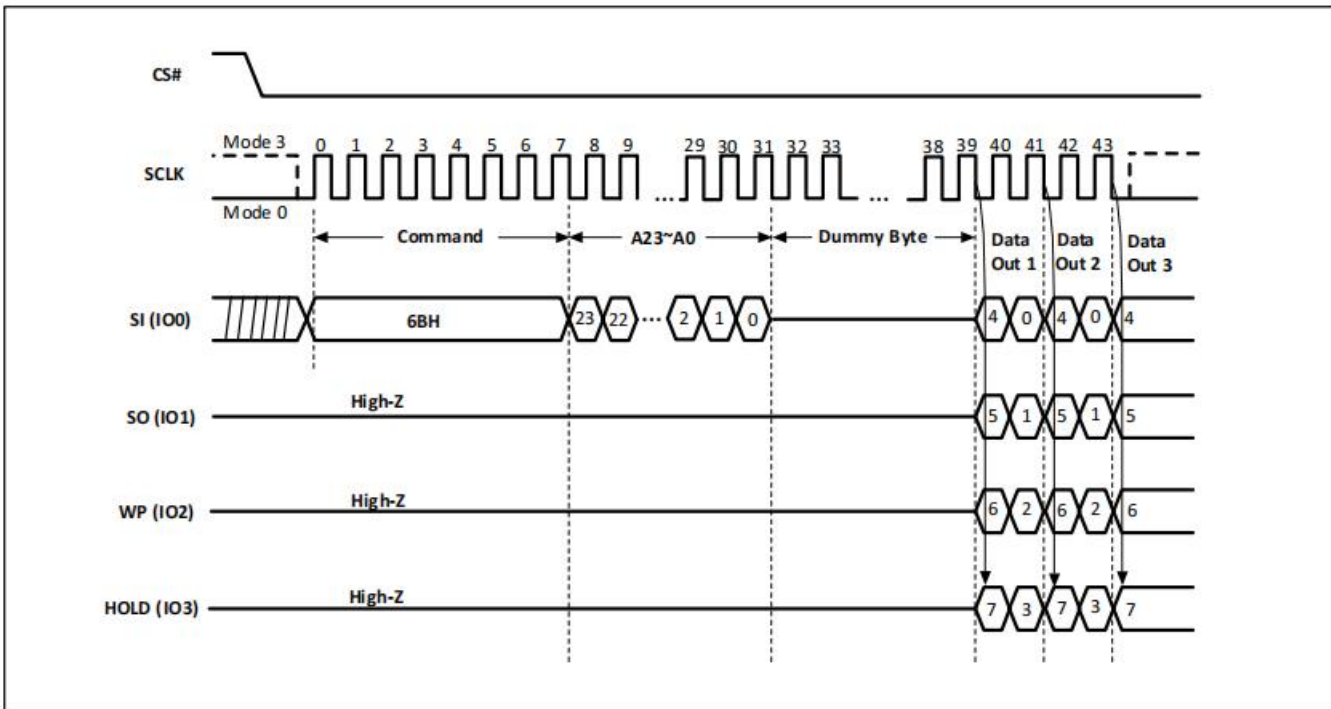 CS#
Mode 3
0 1 2 3 4 5 6 7 8 9 29 30 31 32 33 38 39 40 41 42 43
SCLK
... ...
Mode 0
Command A23~A0 Dummy Byte Data Out 1 Data Out 2 Data Out 3
SI (IO0) 6BH 23 22 ... 2 1 0 4 0 4 0 4
High-Z
SO (IO1) 5 1 5 1 5
High-Z
WP (IO2) 6 2 6 2 6
High-Z
HOLD (IO3) 7 3 7 3 7